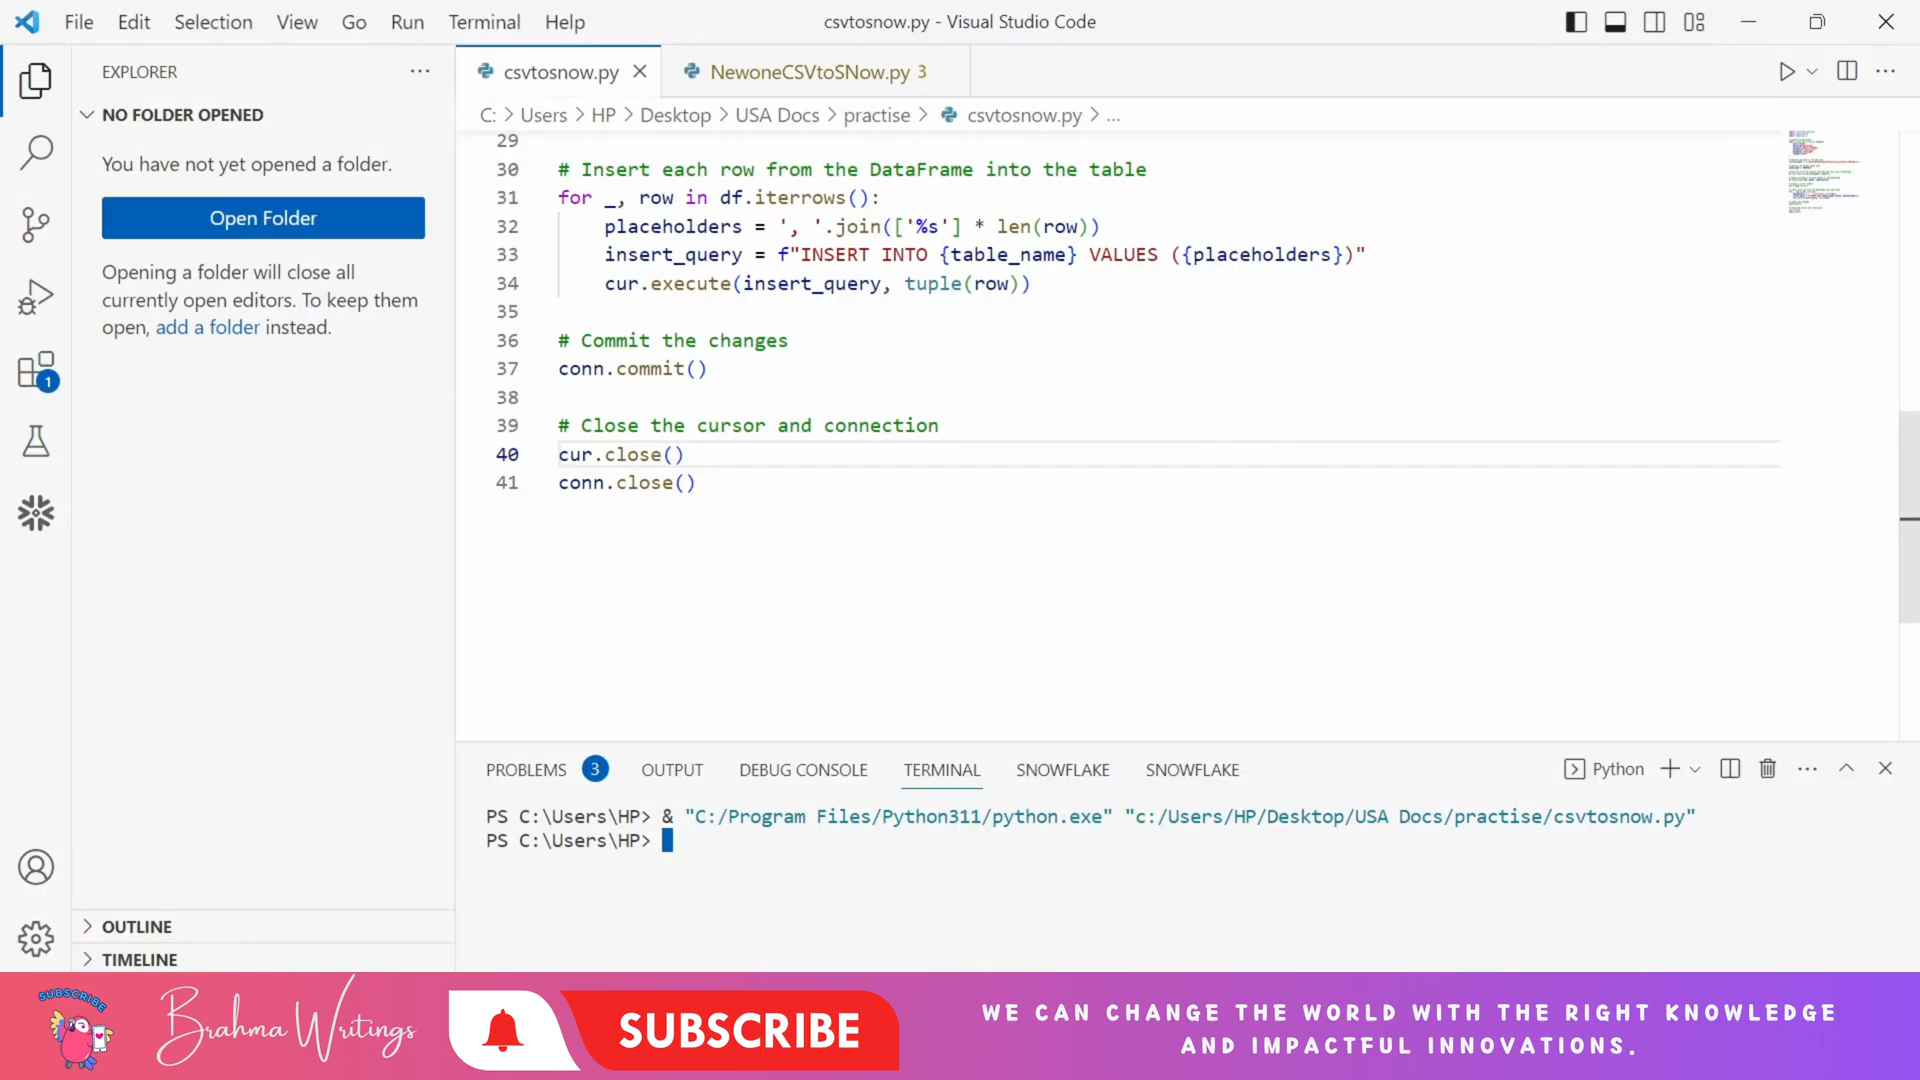 File Edit Selection View Go Run Terminal Help
csvtosnow.py - Visual Studio Code
EXPLORER
NO FOLDER OPENED
You have not yet opened a folder.
Open Folder
Opening a folder will close all
currently open editors. To keep them
open, add a folder instead.
1
OUTLINE
TIMELINE
csvtosnow.py
NewoneCSVtoSNow.py 3
C: > Users > HP > Desktop > USA Docs > practise > csvtosnow.py > ...
29
30 # Insert each row from the DataFrame into the table
31 for _, row in df.iterrows():
32 placeholders = ', '.join(['%s'] * len(row))
33 insert_query = f"INSERT INTO {table_name} VALUES ({placeholders})"
34 cur.execute(insert_query, tuple(row))
35
36 # Commit the changes
37 conn.commit()
38
39 # Close the cursor and connection
40 cur.close()
41 conn.close()
PROBLEMS 3 OUTPUT DEBUG CONSOLE TERMINAL SNOWFLAKE SNOWFLAKE
Python
PS C:\Users\HP> & "C:/Program Files/Python311/python.exe" "c:/Users/HP/Desktop/USA Docs/practise/csvtosnow.py"
PS C:\Users\HP>
SUBSCRIBE
Brahma Writings
SUBSCRIBE
WE CAN CHANGE THE WORLD WITH THE RIGHT KNOWLEDGE
AND IMPACTFUL INNOVATIONS.